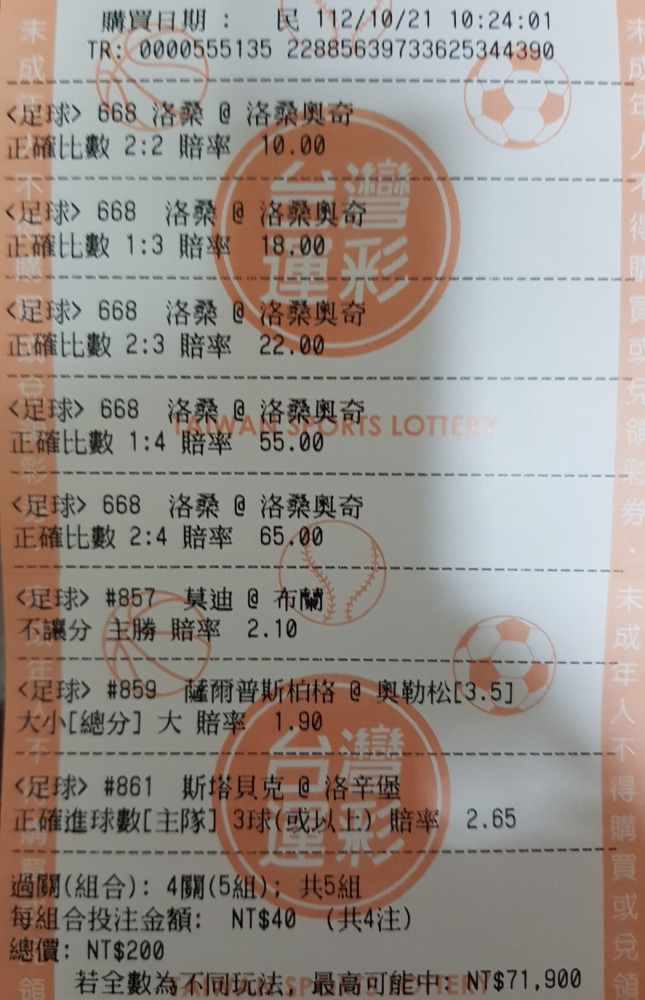 購買日期： 民 112/10/21 10:24:01
TR: 0000555135 22885639733625344390
<足球> 668 洛桑 @ 洛桑奧奇
正確比數 2:2 賠率 10.00
<足球> 668 洛桑 @ 洛桑奧奇
正確比數 1:3 賠率 18.00
<足球> 668 洛桑 @ 洛桑奧奇
正確比數 2:3 賠率 22.00
<足球> 668 洛桑 @ 洛桑奧奇
正確比數 1:4 賠率 55.00
TAIWAN SPORTS LOTTERY
<足球> 668 洛桑 @ 洛桑奧奇
正確比數 2:4 賠率 65.00
<足球> #857 莫迪 @ 布蘭
不讓分 主勝 賠率 2.10
<足球> #859 薩爾普斯柏格 @ 奧勒松[3.5]
大小[總分] 大 賠率 1.90
<足球> #861 斯塔貝克 @ 洛辛堡
正確進球數[主隊] 3球(或以上) 賠率 2.65
過關(組合): 4關(5組); 共5組
每組合投注金額: NT$40 (共4注)
總價: NT$200
若全數為不同玩法, 最高可能中: NT$71,900
台灣運彩
台灣運彩
未成年人不得購買或兌領彩券．未成年人不得購買或兌領